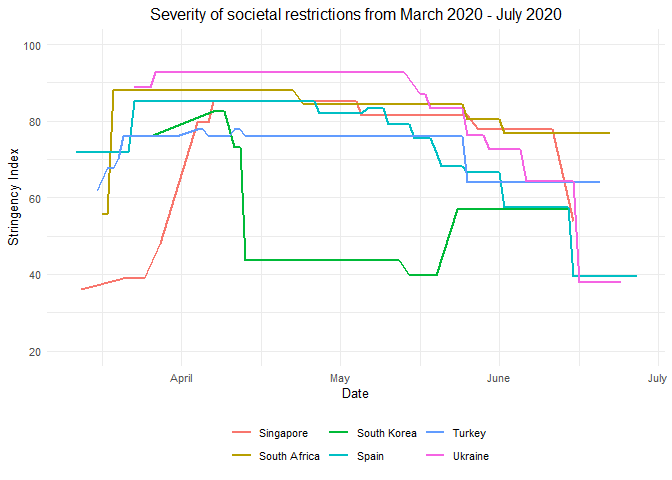 Severity of societal restrictions from March 2020 - July 2020
100
80
60
40
20
Stringency Index
April May June July
Date
Singapore South Korea Turkey
South Africa Spain Ukraine